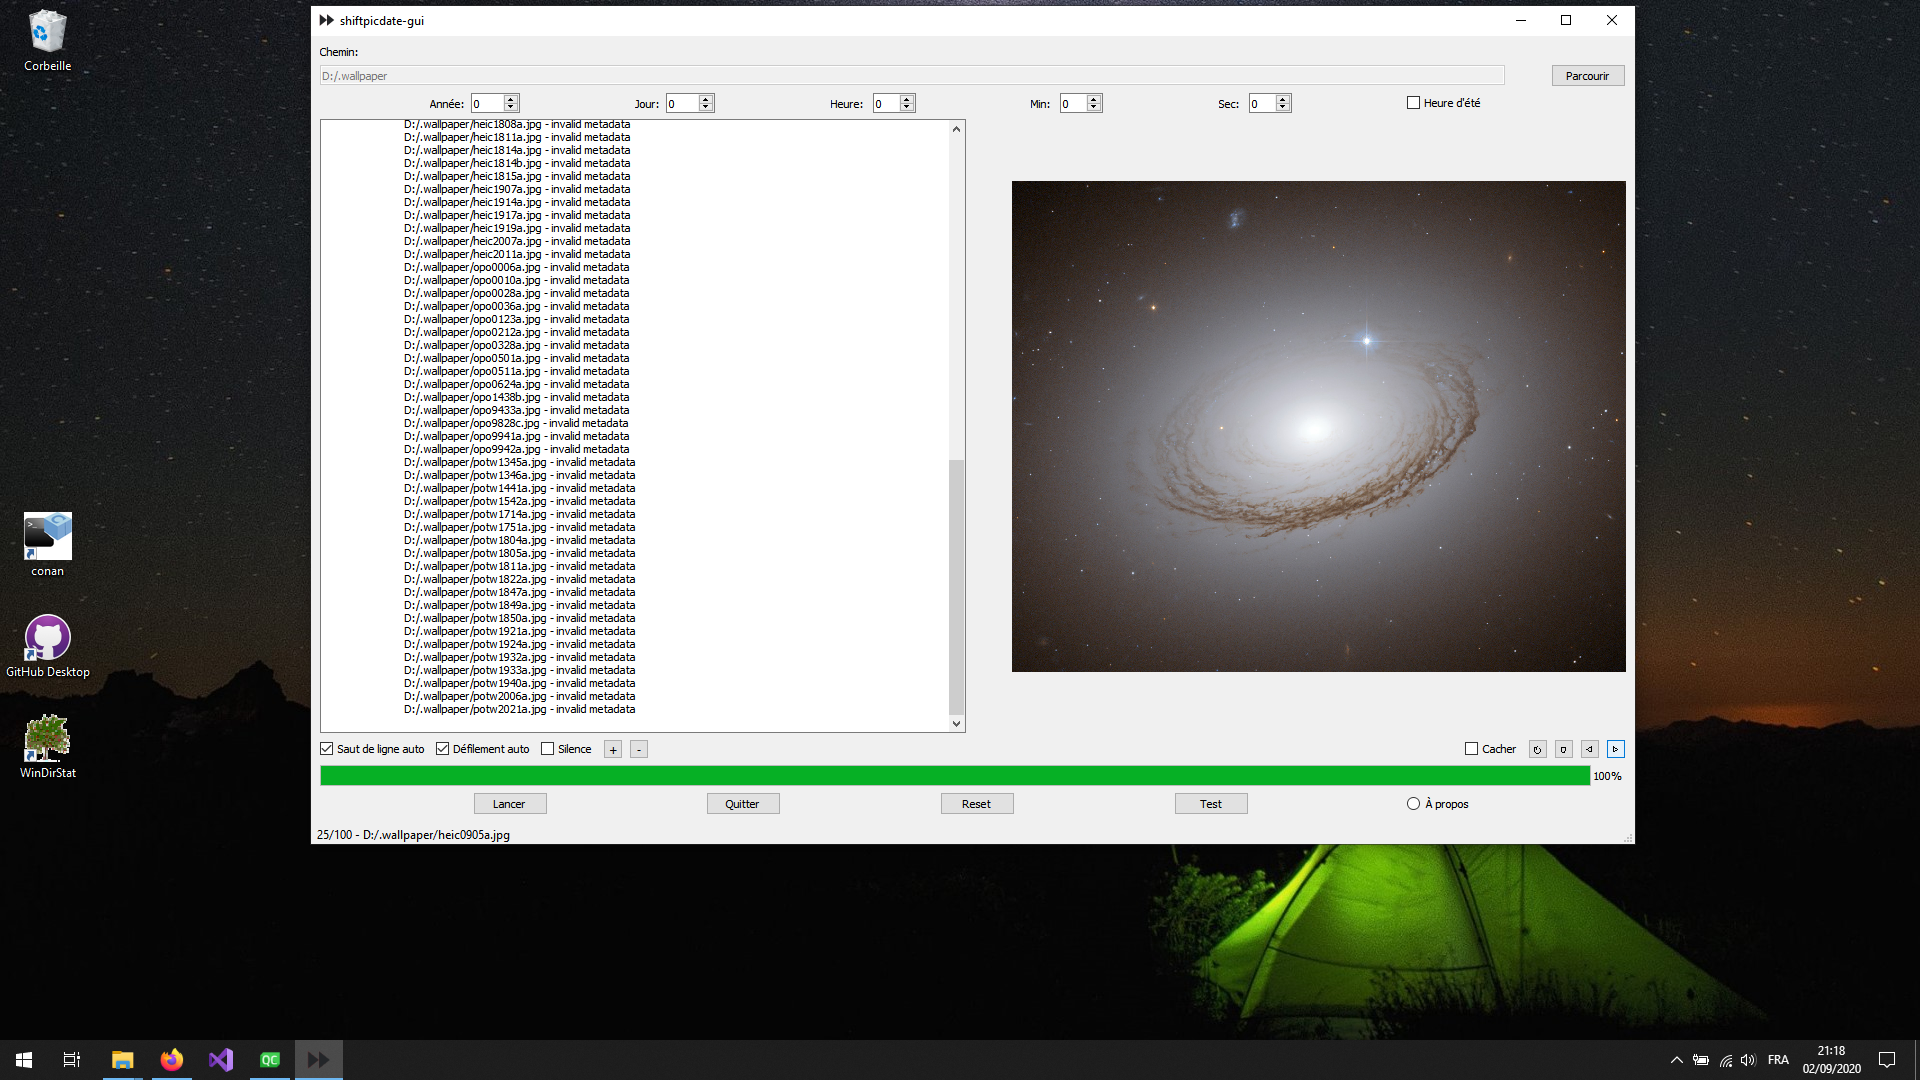 shiftpicdate-gui
Corbeille
Chemin:
D:/.wallpaper
Parcourir
Année: 0 Jour: 0 Heure: 0 Min: 0 Sec: 0 Heure d'été
D:/.wallpaper/heic1808a.jpg - invalid metadata
D:/.wallpaper/heic1811a.jpg - invalid metadata
D:/.wallpaper/heic1814a.jpg - invalid metadata
D:/.wallpaper/heic1814b.jpg - invalid metadata
D:/.wallpaper/heic1815a.jpg - invalid metadata
D:/.wallpaper/heic1907a.jpg - invalid metadata
D:/.wallpaper/heic1914a.jpg - invalid metadata
D:/.wallpaper/heic1917a.jpg - invalid metadata
D:/.wallpaper/heic1919a.jpg - invalid metadata
D:/.wallpaper/heic2007a.jpg - invalid metadata
D:/.wallpaper/heic2011a.jpg - invalid metadata
D:/.wallpaper/opo0006a.jpg - invalid metadata
D:/.wallpaper/opo0010a.jpg - invalid metadata
D:/.wallpaper/opo0028a.jpg - invalid metadata
D:/.wallpaper/opo0036a.jpg - invalid metadata
D:/.wallpaper/opo0123a.jpg - invalid metadata
D:/.wallpaper/opo0212a.jpg - invalid metadata
D:/.wallpaper/opo0328a.jpg - invalid metadata
D:/.wallpaper/opo0501a.jpg - invalid metadata
D:/.wallpaper/opo0511a.jpg - invalid metadata
D:/.wallpaper/opo0624a.jpg - invalid metadata
D:/.wallpaper/opo1438b.jpg - invalid metadata
D:/.wallpaper/opo9433a.jpg - invalid metadata
D:/.wallpaper/opo9828c.jpg - invalid metadata
D:/.wallpaper/opo9941a.jpg - invalid metadata
D:/.wallpaper/opo9942a.jpg - invalid metadata
D:/.wallpaper/potw1345a.jpg - invalid metadata
D:/.wallpaper/potw1346a.jpg - invalid metadata
D:/.wallpaper/potw1441a.jpg - invalid metadata
D:/.wallpaper/potw1542a.jpg - invalid metadata
D:/.wallpaper/potw1714a.jpg - invalid metadata
D:/.wallpaper/potw1751a.jpg - invalid metadata
D:/.wallpaper/potw1804a.jpg - invalid metadata
D:/.wallpaper/potw1805a.jpg - invalid metadata
D:/.wallpaper/potw1811a.jpg - invalid metadata
D:/.wallpaper/potw1822a.jpg - invalid metadata
D:/.wallpaper/potw1847a.jpg - invalid metadata
D:/.wallpaper/potw1849a.jpg - invalid metadata
D:/.wallpaper/potw1850a.jpg - invalid metadata
D:/.wallpaper/potw1921a.jpg - invalid metadata
D:/.wallpaper/potw1924a.jpg - invalid metadata
D:/.wallpaper/potw1932a.jpg - invalid metadata
D:/.wallpaper/potw1933a.jpg - invalid metadata
D:/.wallpaper/potw1940a.jpg - invalid metadata
D:/.wallpaper/potw2006a.jpg - invalid metadata
D:/.wallpaper/potw2021a.jpg - invalid metadata
conan
GitHub Desktop
WinDirStat
Saut de ligne auto Défilement auto Silence + - Cacher
100%
Lancer Quitter Reset Test À propos
25/100 - D:/.wallpaper/heic0905a.jpg
QC
FRA
21:18
02/09/2020